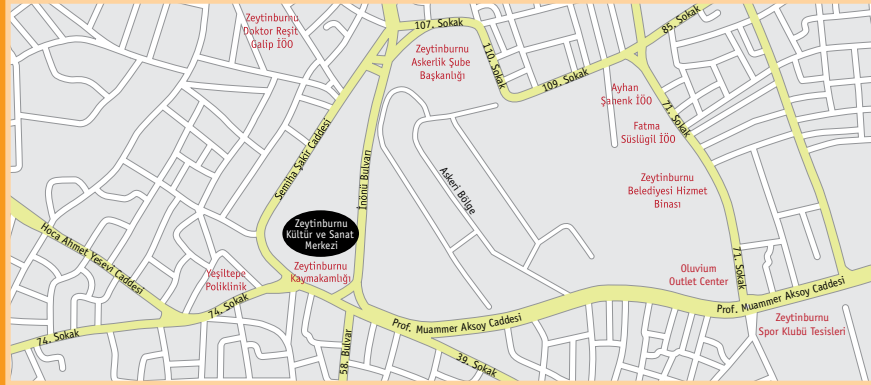 Zeytinburnu
Doktor Reşit
Galip İÖO
107. Sokak
85. Sokak
Zeytinburnu
Askerlik Şube
Başkanlığı
110. Sokak
109. Sokak
Ayhan
Şahenk İÖO
71. Sokak
Fatma
Süslügil İÖO
Semiha Şakir Caddesi
İnönü Bulvarı
Askeri Bölge
Zeytinburnu
Belediyesi Hizmet
Binası
Zeytinburnu
Kültür ve Sanat
Merkezi
Hoca Ahmet Yesevi Caddesi
Yeşiltepe
Poliklinik
Zeytinburnu
Kaymakamlığı
71. Sokak
Oluvium
Outlet Center
74. Sokak
74. Sokak
58. Bulvar
Prof. Muammer Aksoy Caddesi
Prof. Muammer Aksoy Caddesi
39. Sokak
Zeytinburnu
Spor Klubü Tesisleri